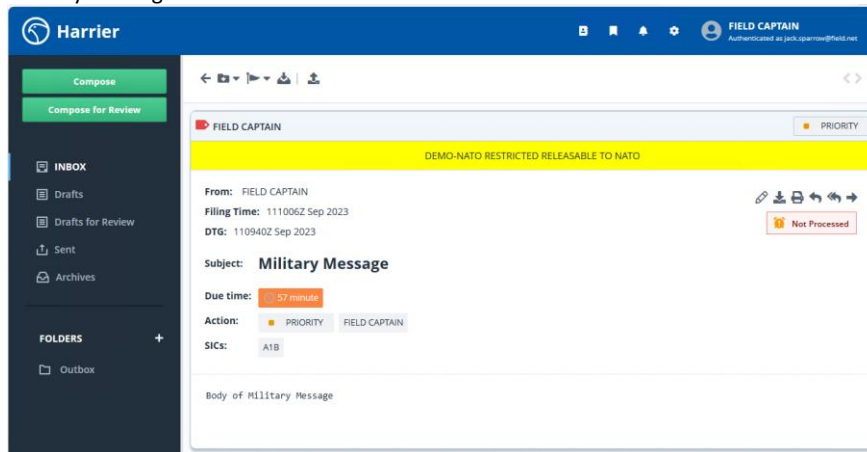 Harrier
FIELD CAPTAIN
Authenticated as jack.sparrow@field.net
Compose
Compose for Review
INBOX
Drafts
Drafts for Review
Sent
Archives
FOLDERS +
Outbox
FIELD CAPTAIN
PRIORITY
DEMO-NATO RESTRICTED RELEASABLE TO NATO
From: FIELD CAPTAIN
Filing Time: 111006Z Sep 2023
DTG: 110940Z Sep 2023
Not Processed
Subject: Military Message
Due time: 57 minute
Action: PRIORITY FIELD CAPTAIN
SICs: A1B
Body of Military Message